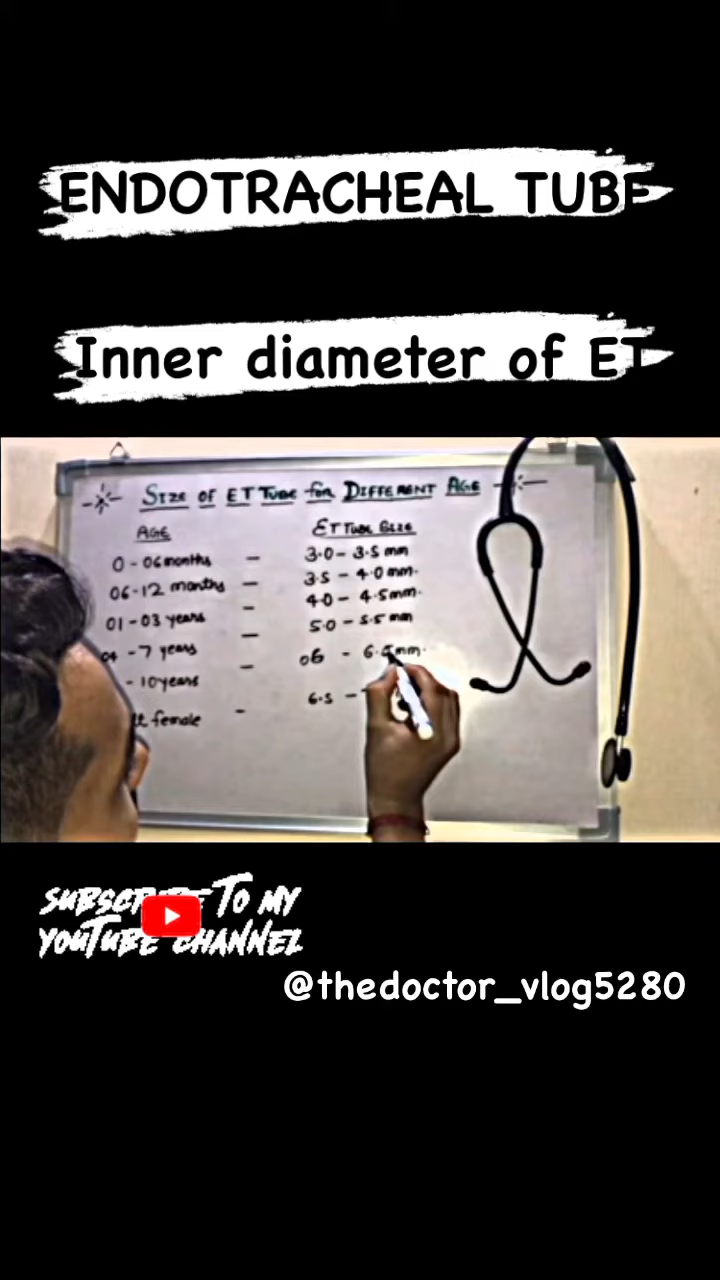 ENDOTRACHEAL TUBE
Inner diameter of ET
SIZE OF ET TUBE for DIFFERENT AGE
AGE ET TUBE
0 - 06 months - 3.0 - 3.5 mm
06 - 12 months - 3.5 - 4.0 mm.
01 - 03 years - 4.0 - 4.5 mm.
04 - 7 years - 5.0 - 5.5 mm
- 10 years - 06 - 6.5 mm.
female - 6.5 -
SUBSCRIBE TO MY
YOUTUBE CHANNEL
@thedoctor_vlog5280